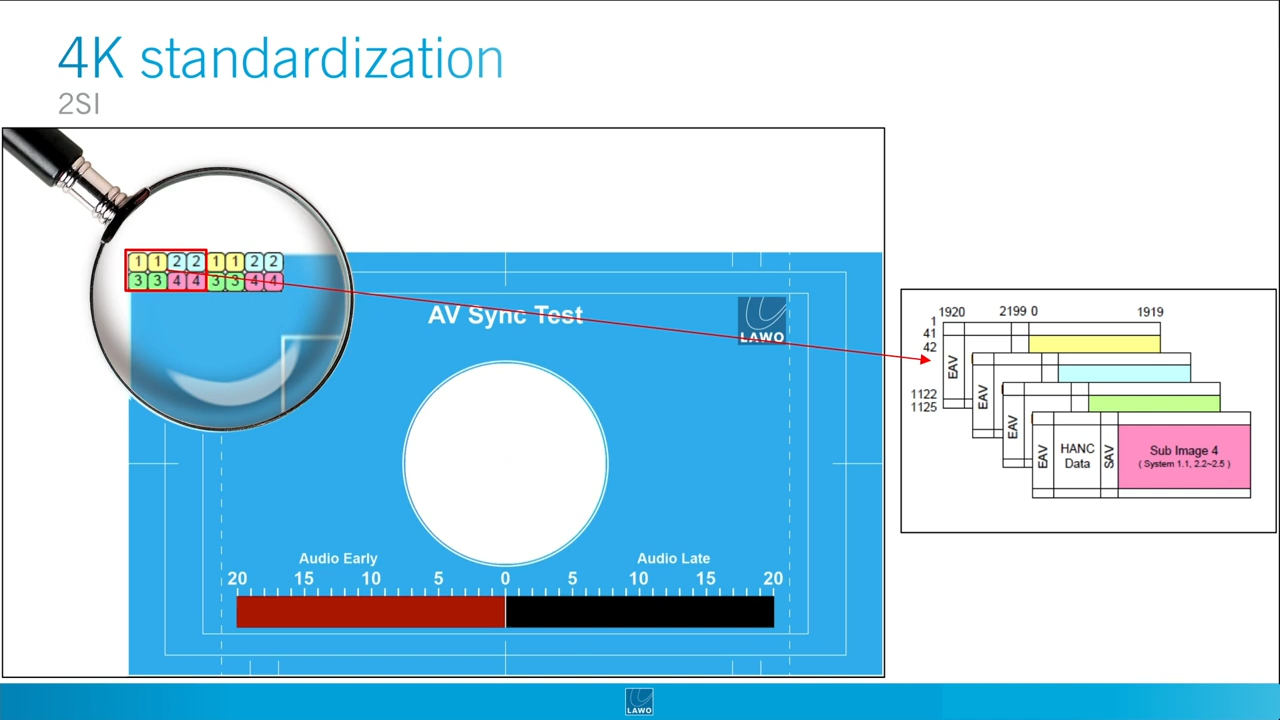 4K standardization
2SI
1 1 2 2 1 1 2 2
3 3 4 4 3 3 4 4
AV Sync Test
LAWO
Audio Early
Audio Late
20 15 10 5 0 5 10 15 20
1920 2199 0 1919
1
41
42
1122
1125
EAV
EAV
EAV
EAV
HANC
Data
SAV
Sub Image 4
( System 1.1, 2.2~2.5 )
LAWO